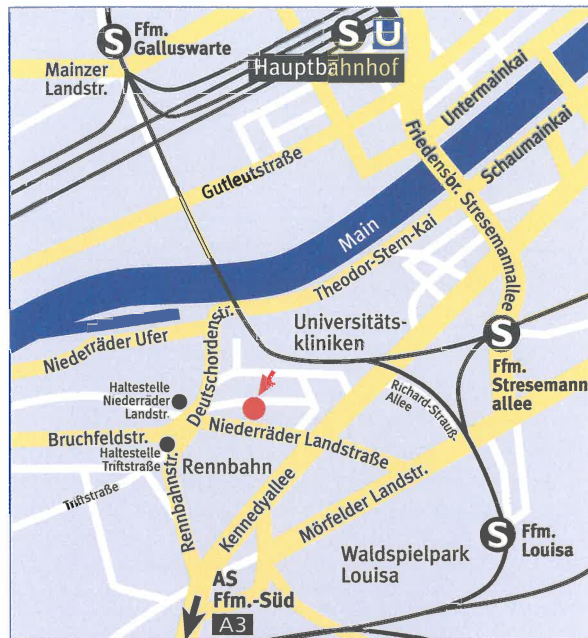 S
Ffm.
Galluswarte
S U
Hauptbahnhof
Mainzer
Landstr.
Untermainkai
Friedensbr.
Schaumainkai
Gutleutstraße
Stresemannallee
Main
Theodor-Stern-Kai
Universitäts-
kliniken
Deutschordenstr.
Niederräder Ufer
S
Ffm.
Stresemann
allee
Haltestelle
Niederräder
Landstr.
Richard-Strauß.
Allee
Bruchfeldstr.
Niederräder Landstraße
Haltestelle
Triftstraße
Rennbahn
Triftstraße
Rennbahnstr.
Kennedyallee
Mörfelder Landstr.
S
Ffm.
Louisa
Waldspielpark
Louisa
AS
Ffm.-Süd
A3